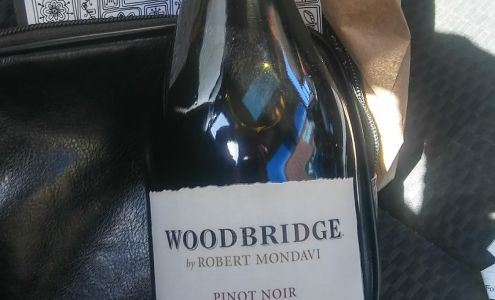 WOODBRIDGE
by ROBERT MONDAVI
PINOT NOIR